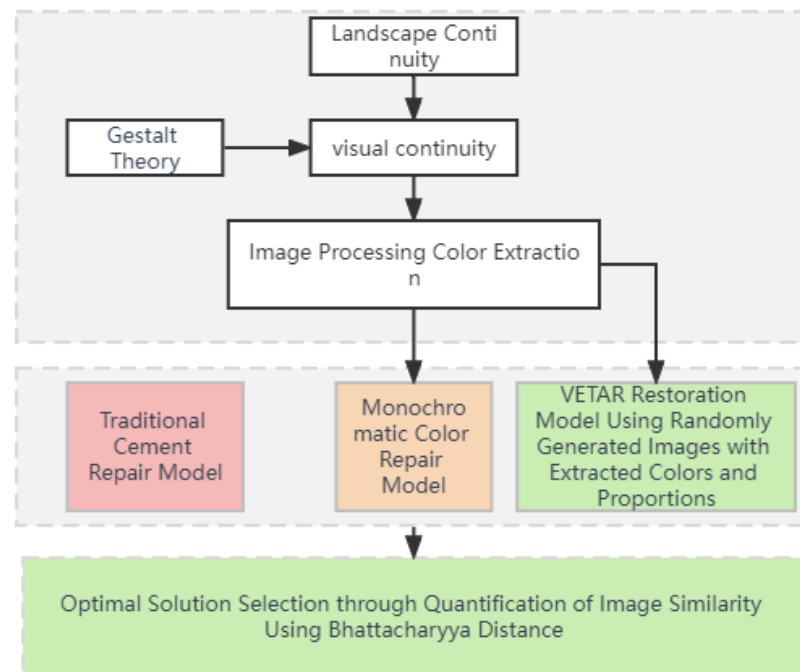 Landscape Conti
nuity
Gestalt
Theory
visual continuity
Image Processing Color Extractio
n
Traditional
Cement
Repair Model
Monochro
matic Color
Repair
Model
VETAR Restoration
Model Using Randomly
Generated Images with
Extracted Colors and
Proportions
Optimal Solution Selection through Quantification of Image Similarity
Using Bhattacharyya Distance